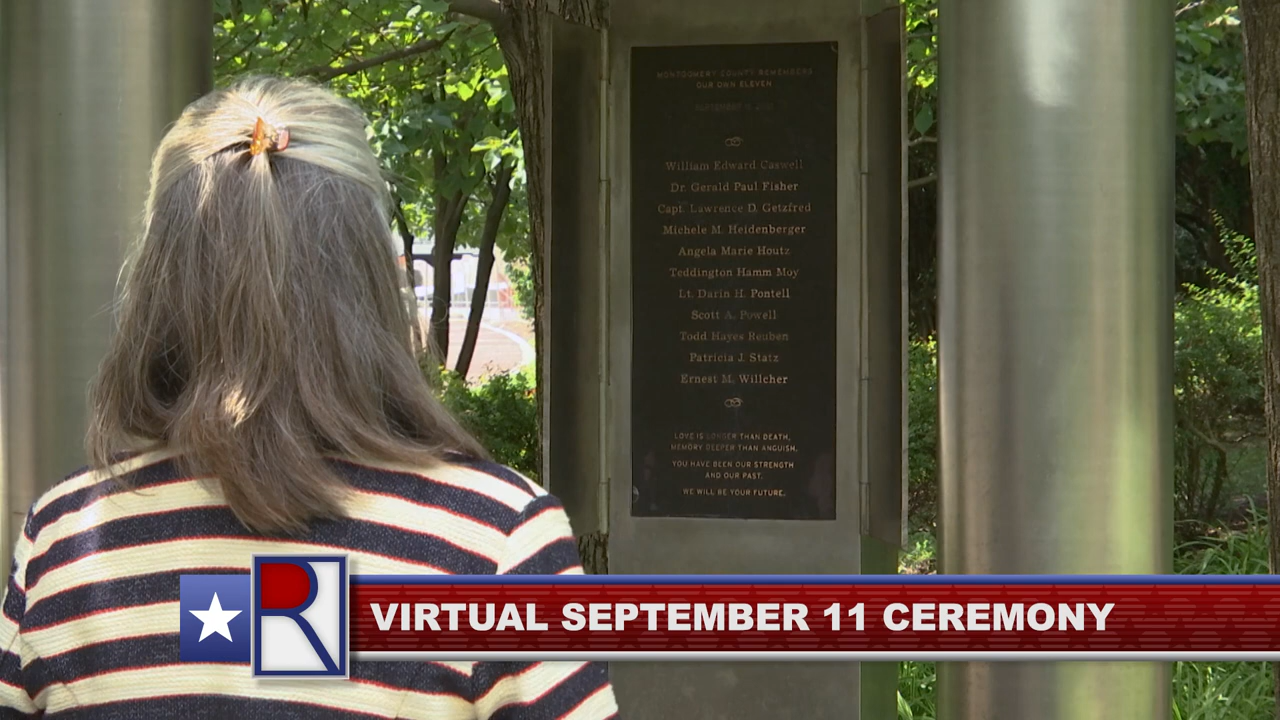 MONTGOMERY COUNTY REMEMBERS
OUR OWN ELEVEN
SEPTEMBER 11, 2001
William Edward Caswell
Dr. Gerald Paul Fisher
Capt. Lawrence D. Getzfred
Michele M. Heidenberger
Angela Marie Houtz
Teddington Hamm Moy
Lt. Darin H. Pontell
Scott A. Powell
Todd Hayes Reuben
Patricia J. Statz
Ernest M. Willcher
LOVE IS LONGER THAN DEATH,
MEMORY DEEPER THAN ANGUISH.
YOU HAVE BEEN OUR STRENGTH
AND OUR PAST.
WE WILL BE YOUR FUTURE.
R
VIRTUAL SEPTEMBER 11 CEREMONY